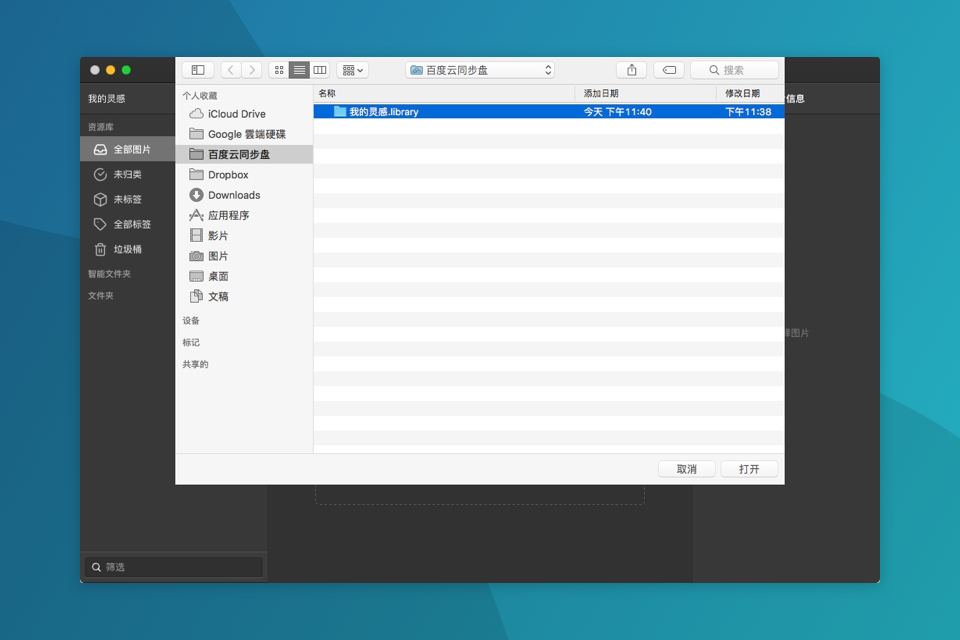 百度云同步盘
搜索
我的灵感
资源库
全部图片
未归类
未标签
全部标签
垃圾桶
智能文件夹
文件夹
筛选
个人收藏
iCloud Drive
Google 雲端硬碟
百度云同步盘
Dropbox
Downloads
应用程序
影片
图片
桌面
文稿
设备
标记
共享的
名称 添加日期 修改日期
我的灵感.library 今天 下午11:40 下午11:38
取消 打开
信息
图片